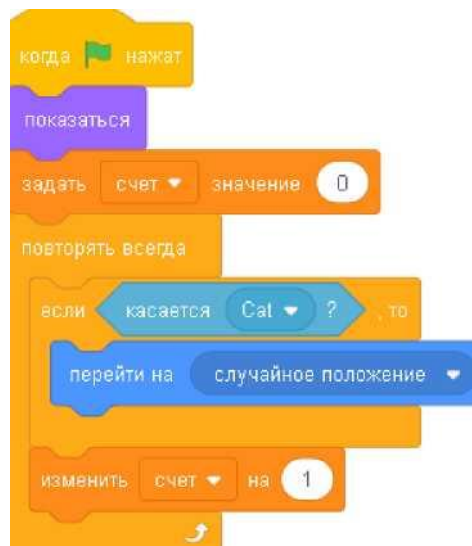 когда нажат
показаться
задать счет значение 0
повторять всегда
если касается Cat ? , то
перейти на случайное положение
изменить счет на 1